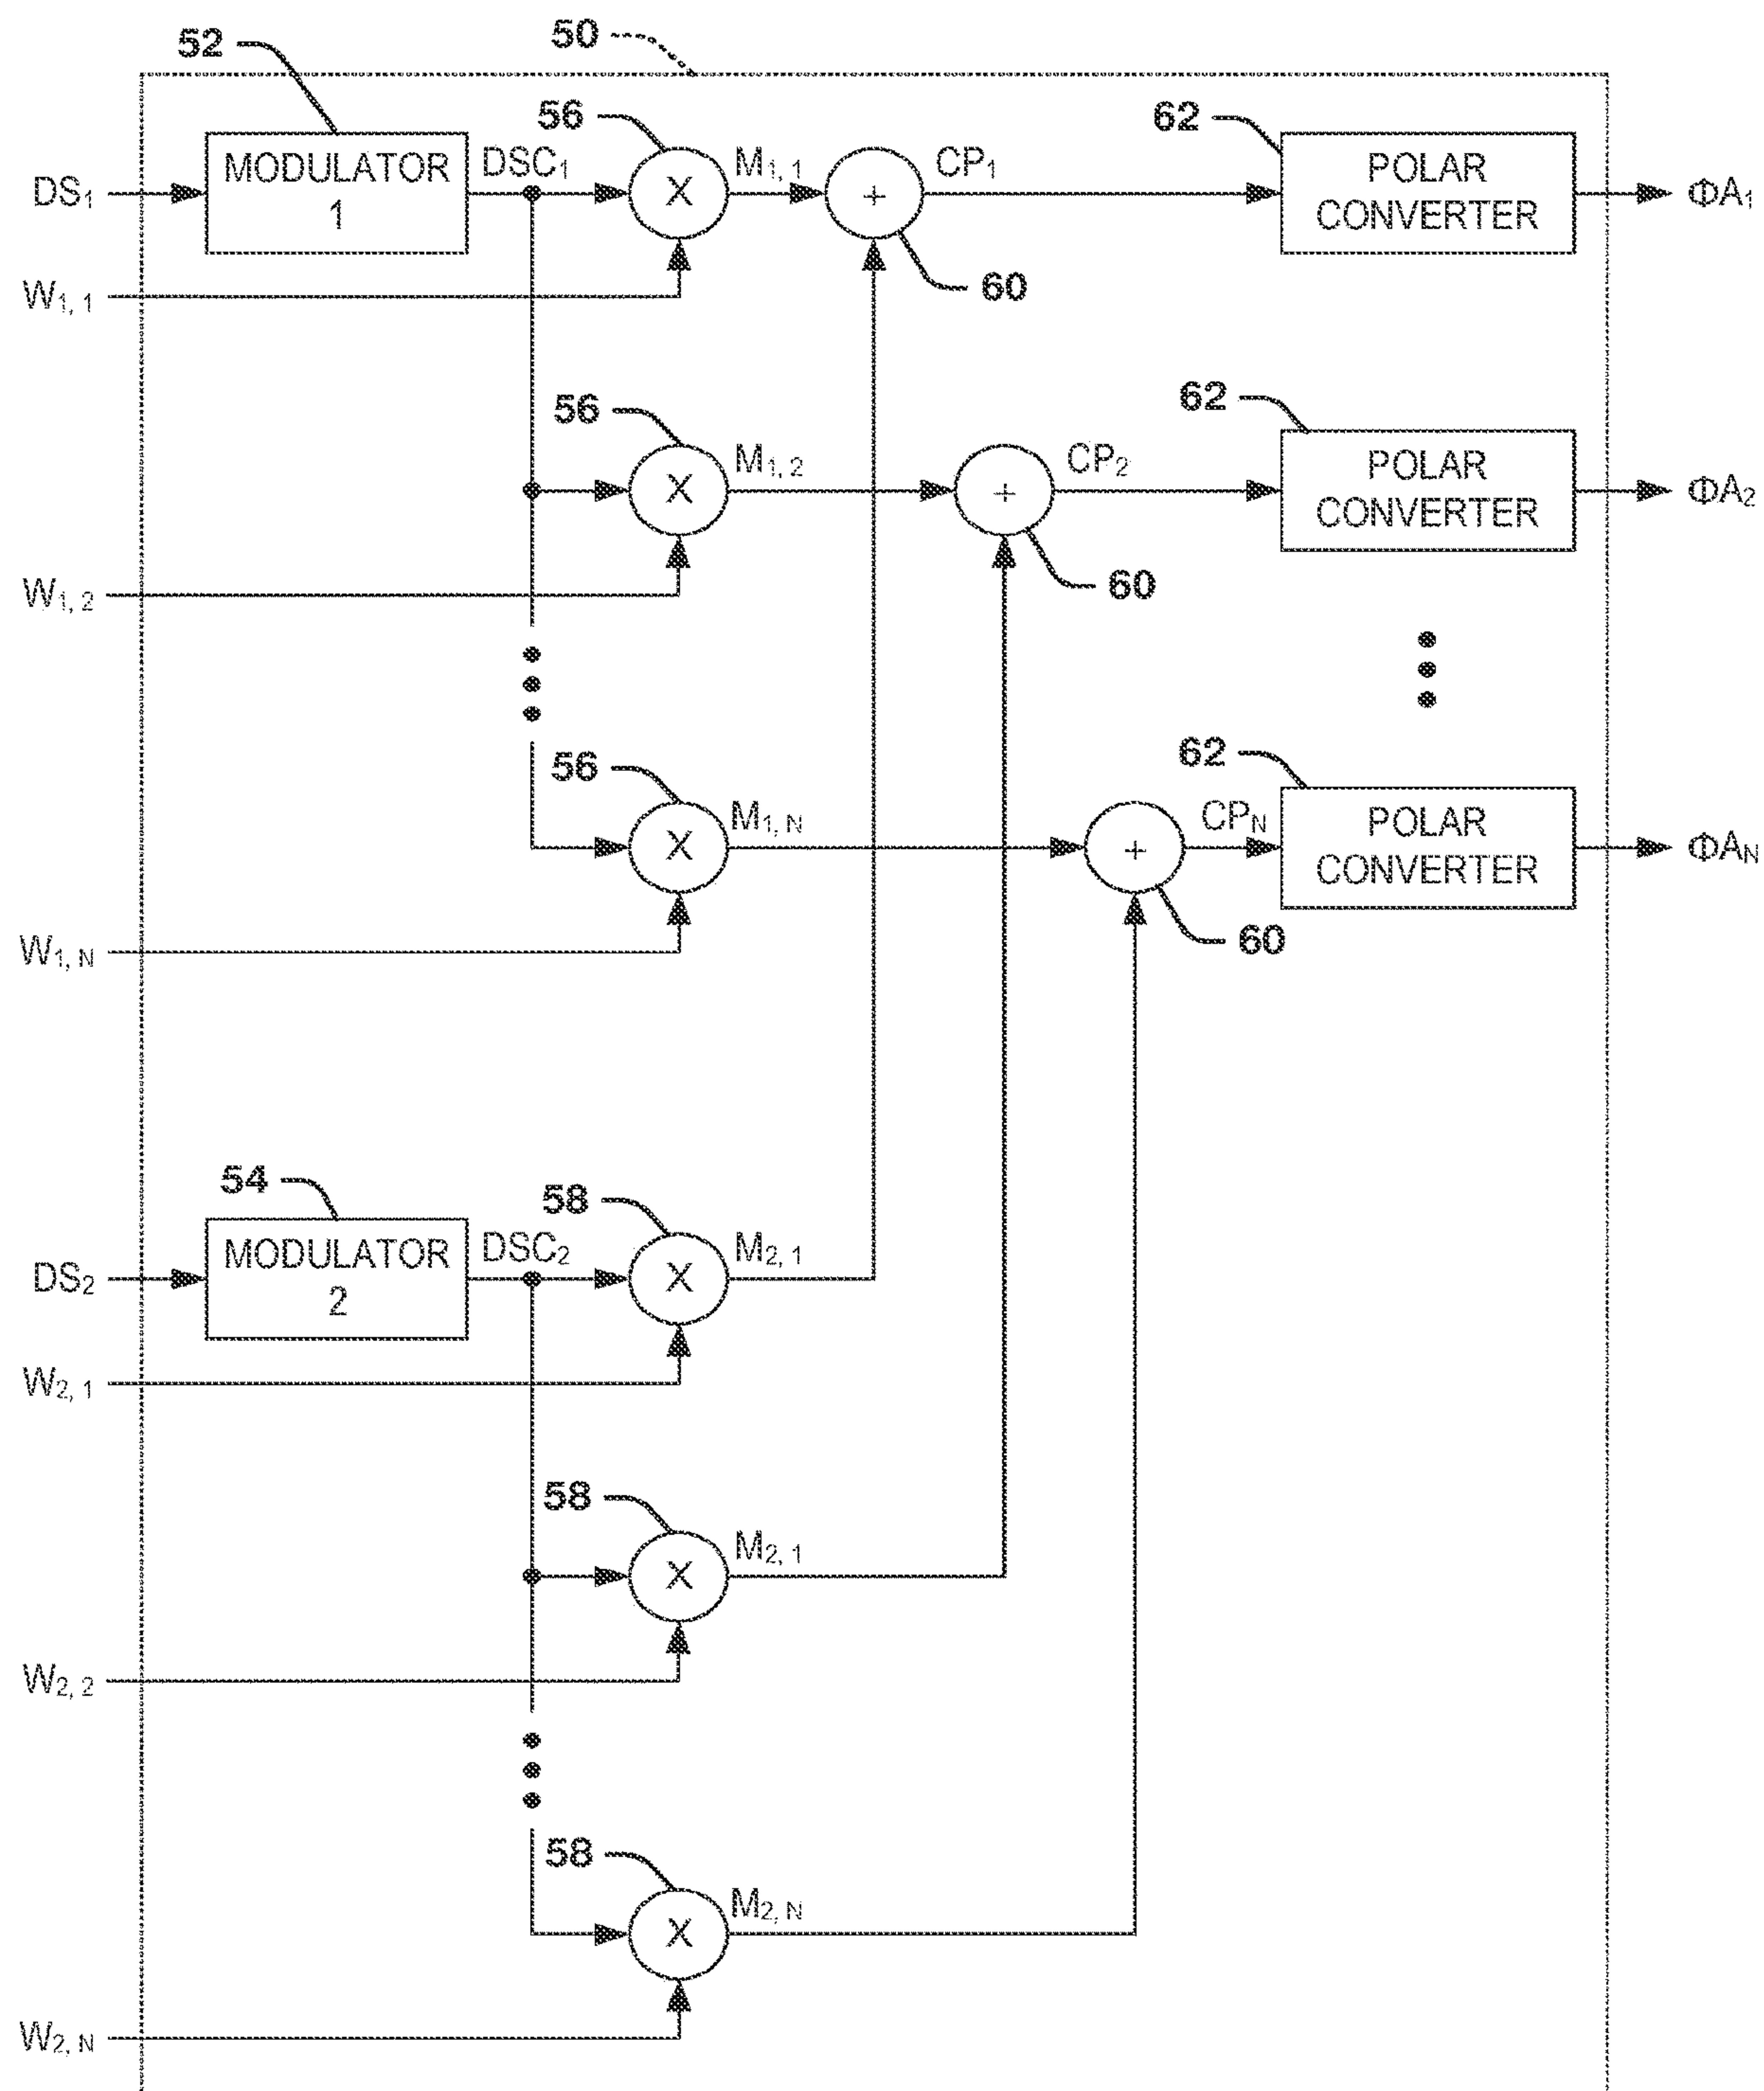 50
52
56
62
MODULATOR
1
DSC₁
X
M₁,₁
+
CP₁
POLAR
CONVERTER
DS₁
ΦA₁
W₁,₁
60
56
62
X
M₁,₂
+
CP₂
POLAR
CONVERTER
ΦA₂
W₁,₂
60
56
62
X
M₁,N
+
CPN
POLAR
CONVERTER
ΦAN
W₁,N
60
54
58
MODULATOR
2
DSC₂
X
M₂,₁
DS₂
W₂,₁
58
X
M₂,₁
W₂,₂
58
X
M₂,N
W₂,N